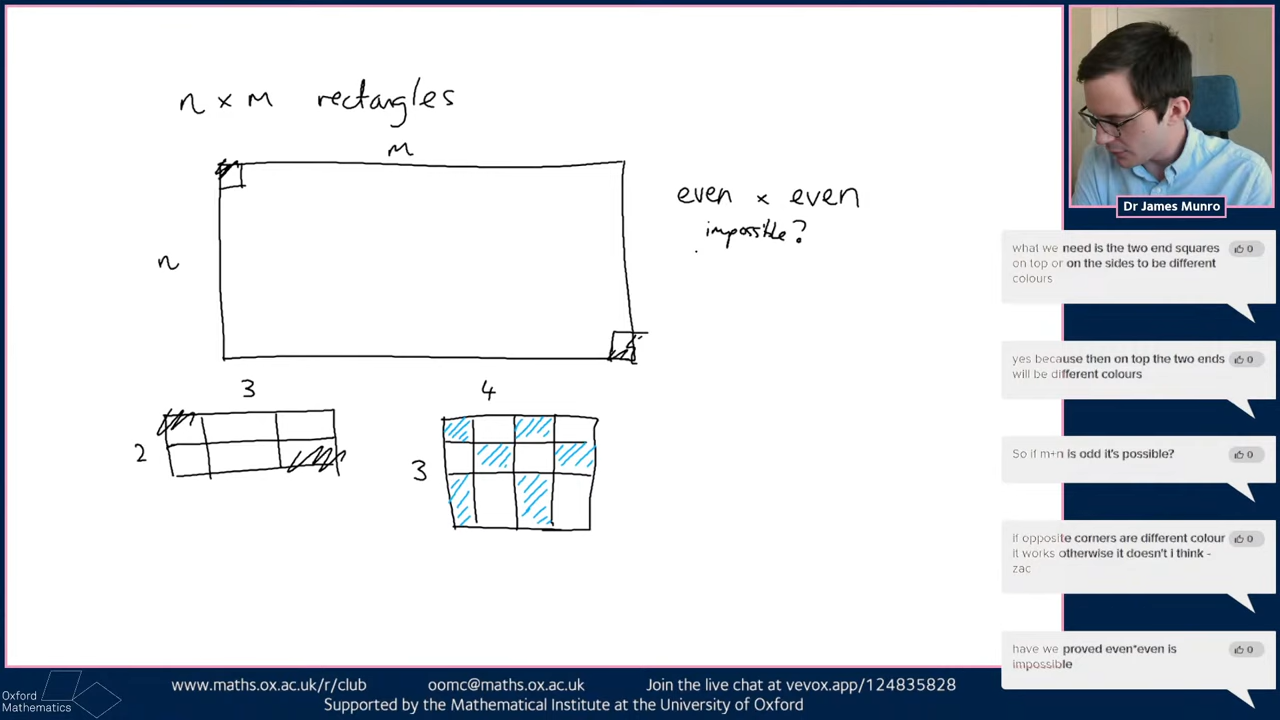 n x m rectangles
m
n
even x even
impossible?
3
2
4
3
Dr James Munro
what we need is the two end squares
on top or on the sides to be different
colours
0
yes because then on top the two ends
will be different colours
0
So if m+n is odd it's possible?
0
if opposite corners are different colour
it works otherwise it doesn't i think -
zac
0
have we proved even*even is
impossible
0
Oxford
Mathematics
www.maths.ox.ac.uk/r/club oomc@maths.ox.ac.uk Join the live chat at vevox.app/124835828
Supported by the Mathematical Institute at the University of Oxford